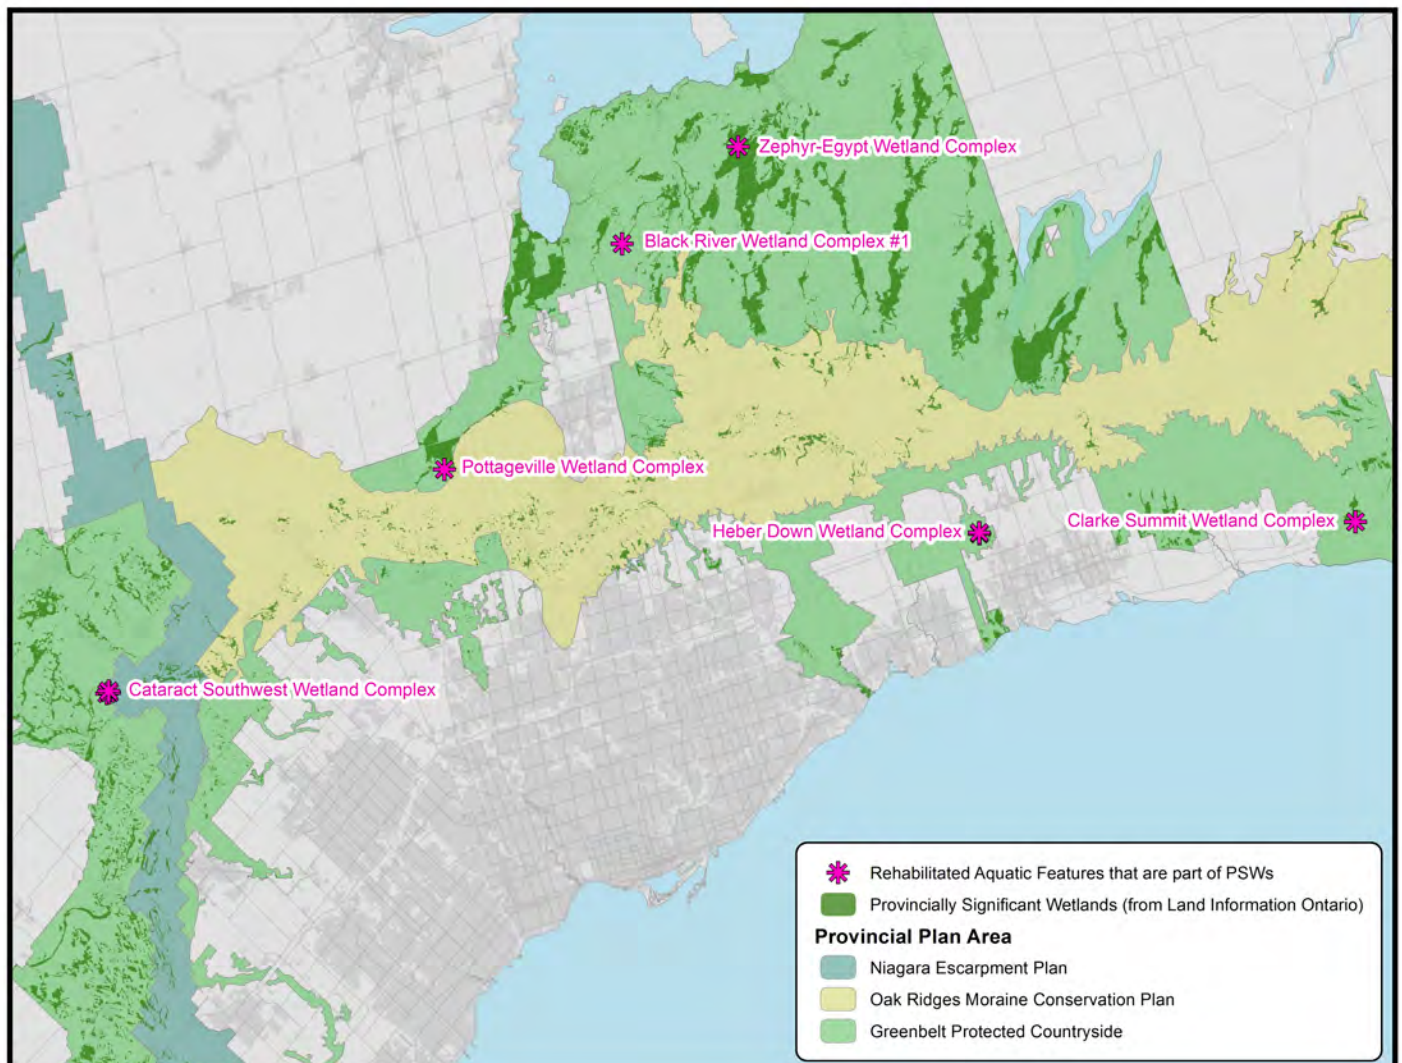 Zephyr-Egypt Wetland Complex
Black River Wetland Complex #1
Pottageville Wetland Complex
Heber Down Wetland Complex
Clarke Summit Wetland Complex
Cataract Southwest Wetland Complex
Rehabilitated Aquatic Features that are part of PSWs
Provincially Significant Wetlands (from Land Information Ontario)
Provincial Plan Area
Niagara Escarpment Plan
Oak Ridges Moraine Conservation Plan
Greenbelt Protected Countryside